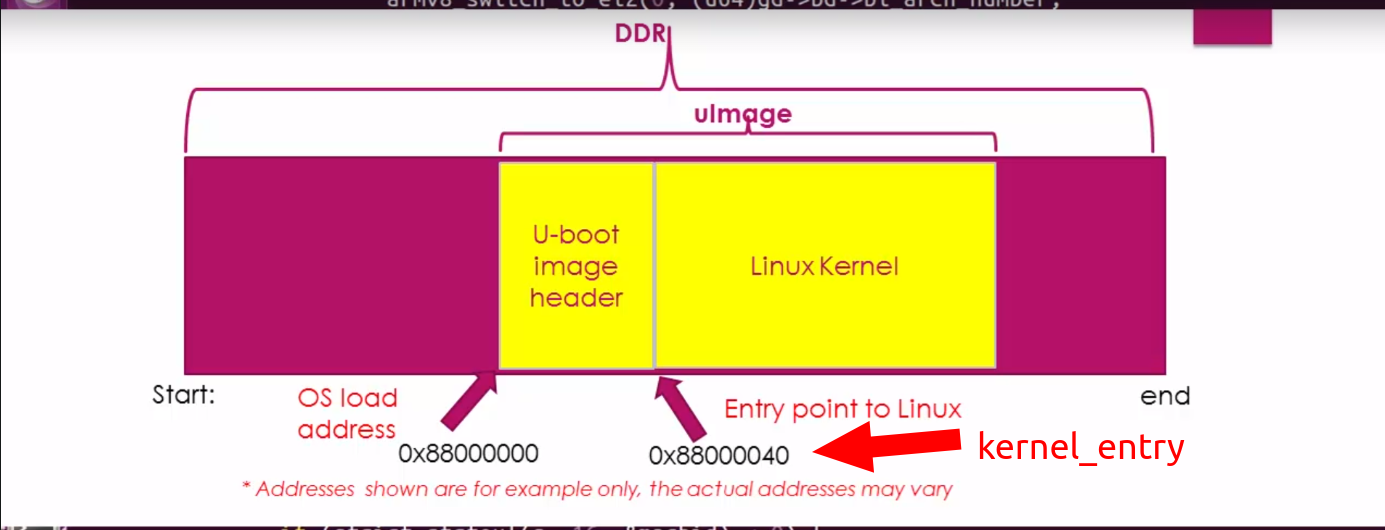 armv8_switch_to_el2(0, (u64)gd->bd->bi_arch_number,
DDR
uImage
U-boot
image
header
Linux Kernel
Start:
OS load
address
Entry point to Linux
end
0x88000000
0x88000040
kernel_entry
* Addresses shown are for example only, the actual addresses may vary